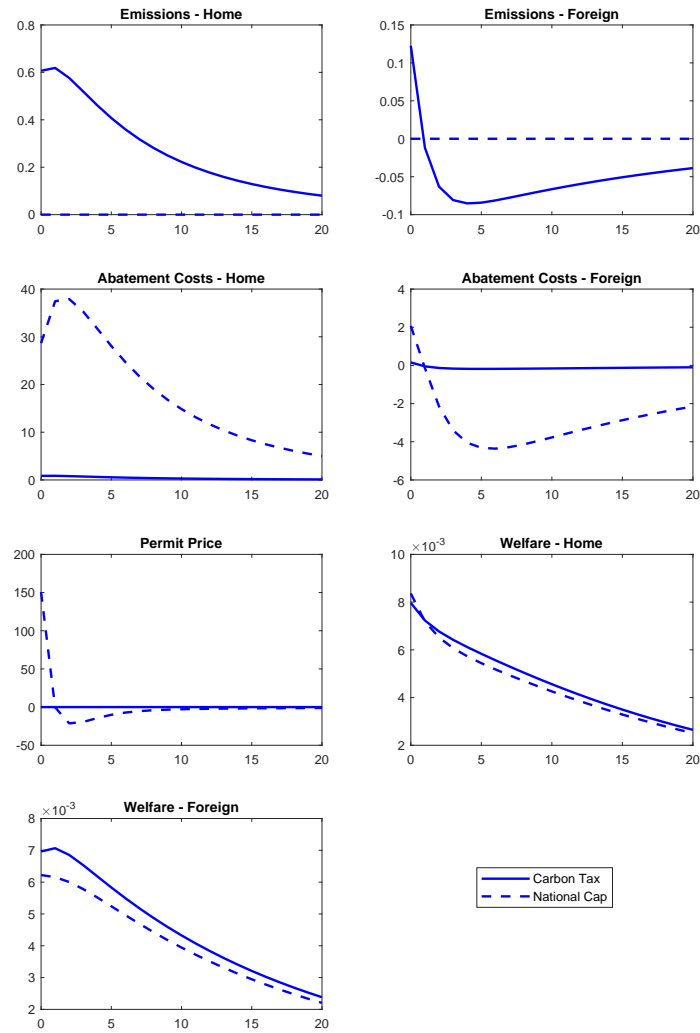 Emissions - Home
0.8
0.6
0.4
0.2
0
0 5 10 15 20
Emissions - Foreign
0.15
0.1
0.05
0
-0.05
-0.1
0 5 10 15 20
Abatement Costs - Home
40
30
20
10
0
0 5 10 15 20
Abatement Costs - Foreign
4
2
0
-2
-4
-6
0 5 10 15 20
Permit Price
200
150
100
50
0
-50
0 5 10 15 20
Welfare - Home
×10⁻³
10
8
6
4
2
0 5 10 15 20
Welfare - Foreign
×10⁻³
8
7
6
5
4
3
2
0 5 10 15 20
Carbon Tax
National Cap